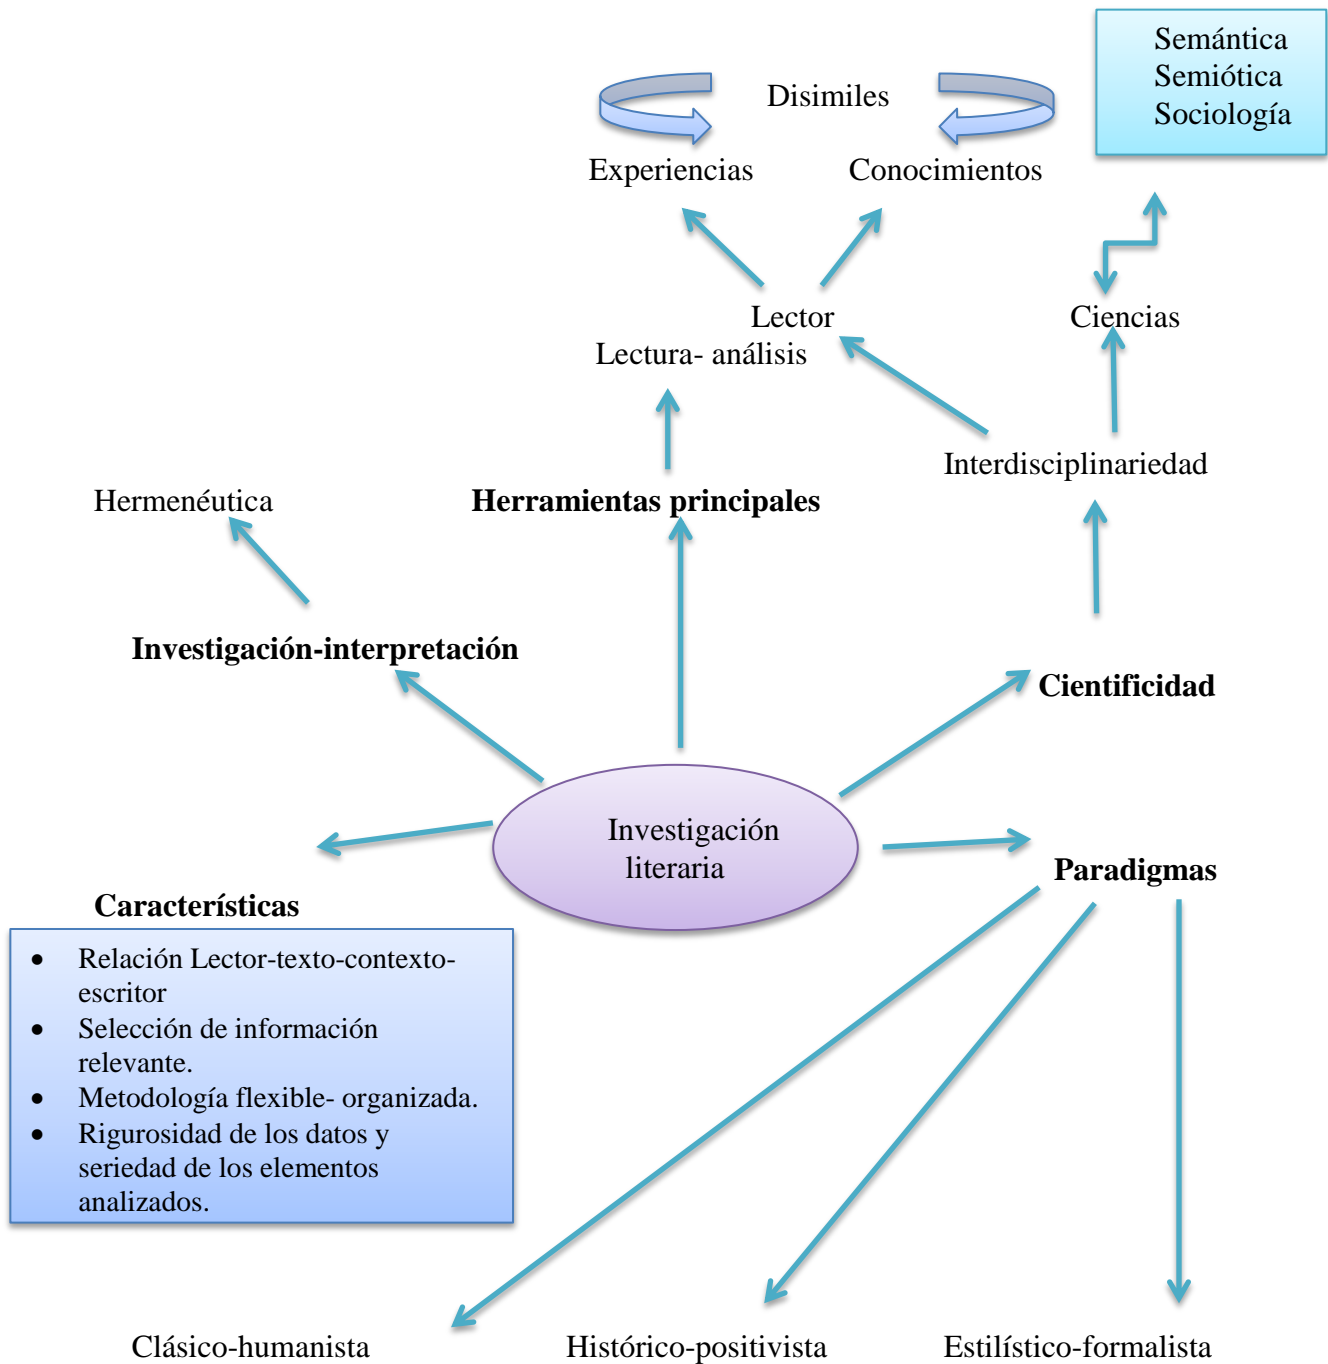 Semántica
Semiótica
Sociología
Disimiles
Experiencias
Conocimientos
Lector
Ciencias
Lectura- análisis
Interdisciplinariedad
Hermenéutica
Herramientas principales
Investigación-interpretación
Cientificidad
Investigación
literaria
Paradigmas
Características
• Relación Lector-texto-contexto-
escritor
• Selección de información
relevante.
• Metodología flexible- organizada.
• Rigurosidad de los datos y
seriedad de los elementos
analizados.
Clásico-humanista
Histórico-positivista
Estilístico-formalista